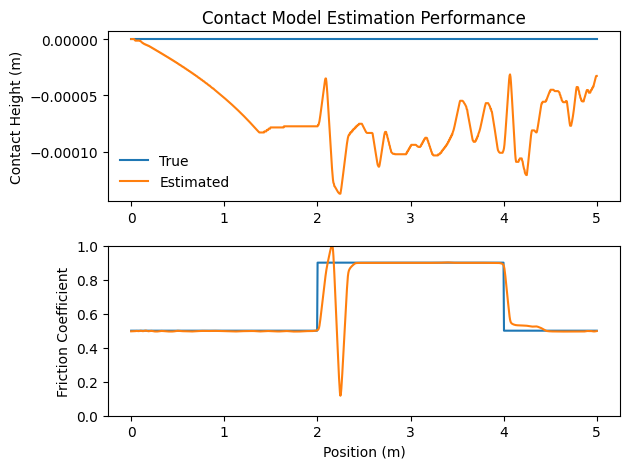 Contact Model Estimation Performance
Contact Height (m)
0.00000
−0.00005
−0.00010
True
Estimated
0 1 2 3 4 5
Friction Coefficient
1.0
0.8
0.6
0.4
0.2
0.0
0 1 2 3 4 5
Position (m)